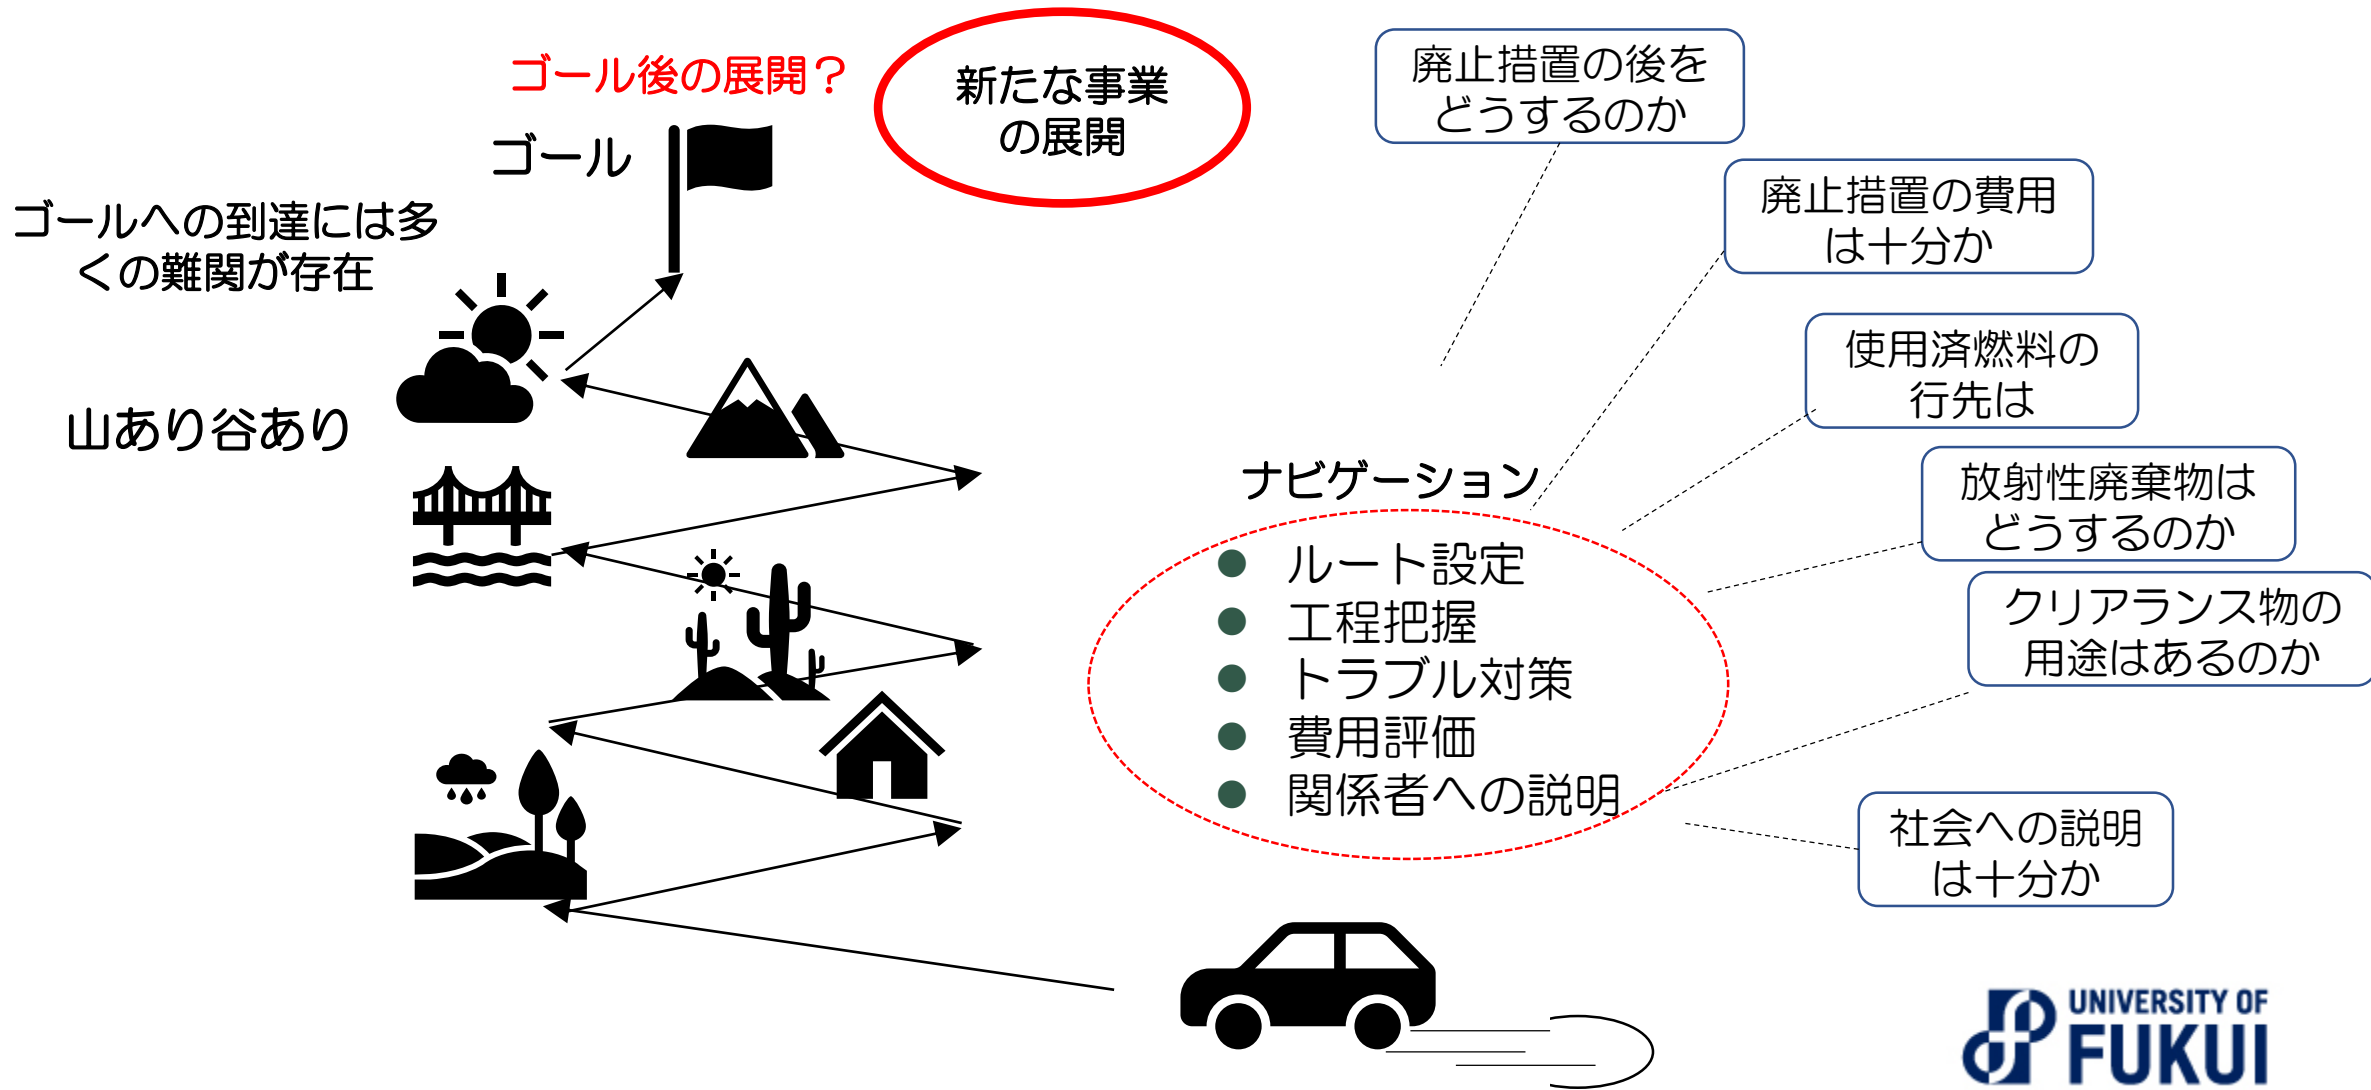 ゴール後の展開？
新たな事業
の展開
ゴール
ゴールへの到達には多
くの難関が存在
山あり谷あり
ナビゲーション
● ルート設定
● 工程把握
● トラブル対策
● 費用評価
● 関係者への説明
廃止措置の後を
どうするのか
廃止措置の費用
は十分か
使用済燃料の
行先は
放射性廃棄物は
どうするのか
クリアランス物の
用途はあるのか
社会への説明
は十分か
UNIVERSITY OF
FUKUI